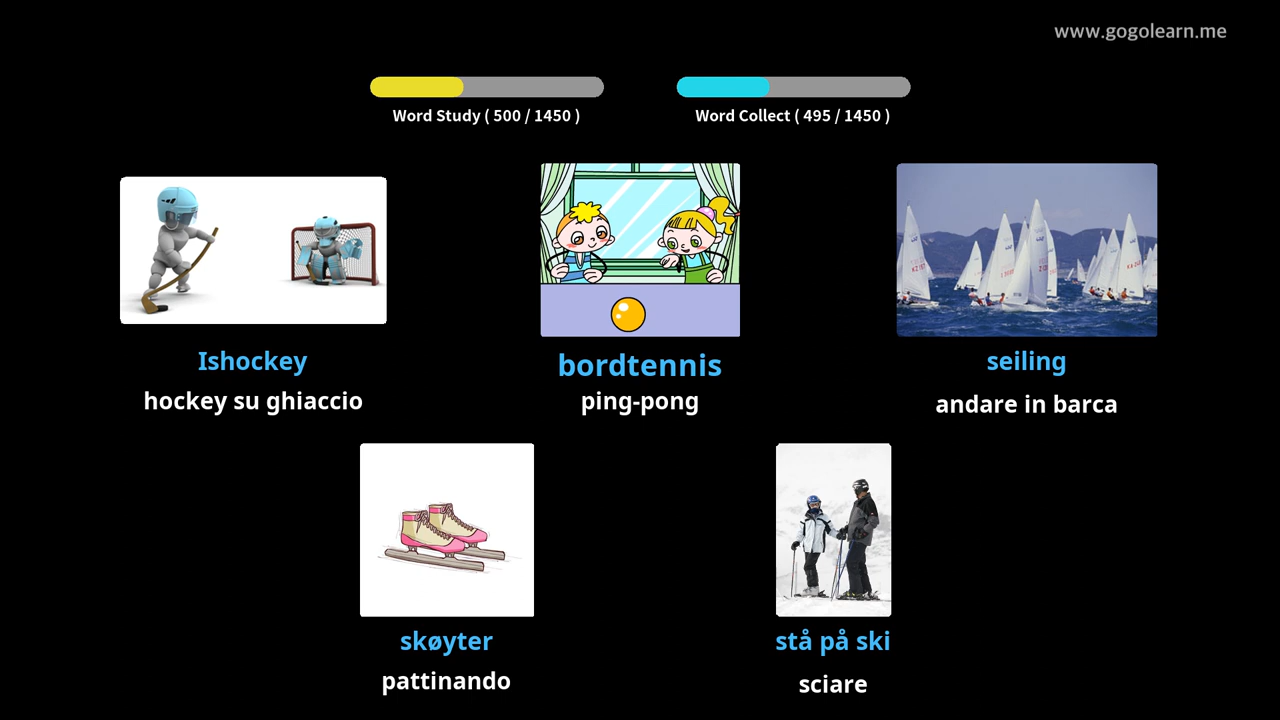 www.gogolearn.me
Word Study ( 500 / 1450 )
Word Collect ( 495 / 1450 )
Ishockey
hockey su ghiaccio
bordtennis
ping-pong
seiling
andare in barca
skøyter
pattinando
stå på ski
sciare